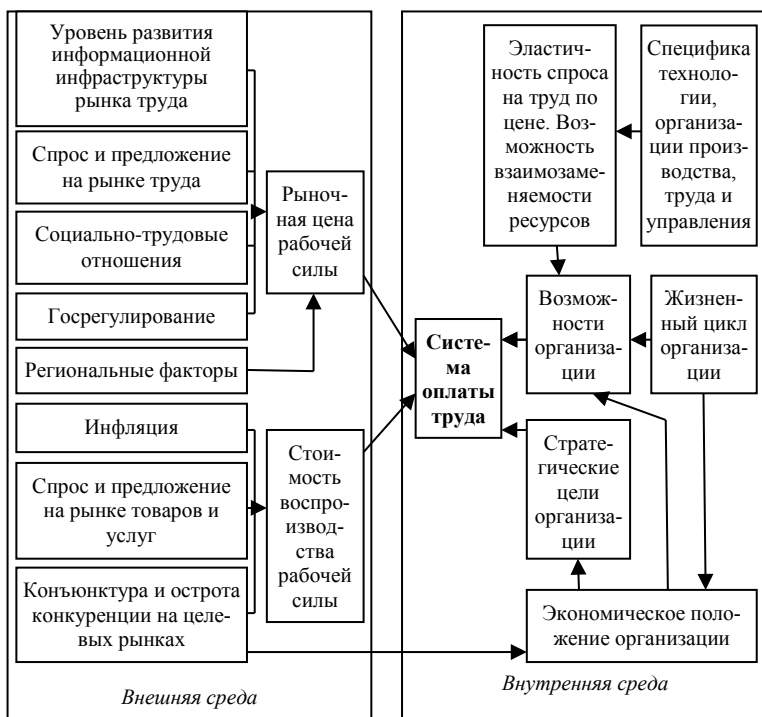 Уровень развития
информационной
инфраструктуры
рынка труда
Спрос и предложение
на рынке труда
Социально-трудовые
отношения
Госрегулирование
Региональные факторы
Инфляция
Спрос и предложение
на рынке товаров и
услуг
Конъюнктура и острота
конкуренции на целе-
вых рынках
Рыноч-
ная цена
рабочей
силы
Стои-
мость
воспро-
извод-
ства
рабочей
силы
Внешняя среда
Эластич-
ность спроса
на труд по
цене. Воз-
можность
взаимозаме-
няемости
ресурсов
Специфика
техноло-
гии,
организа-
ции произ-
водства,
труда и
управления
Систе-
ма
оплаты
труда
Возмож-
ности
организа-
ции
Жизнен-
ный цикл
организа-
ции
Страте-
гические
цели
организа-
ции
Экономическое поло-
жение организации
Внутренняя среда